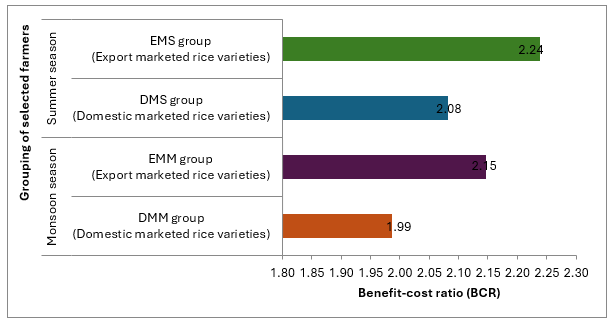 Grouping of selected farmers
Summer season
EMS group
(Export marketed rice varieties)
2.24
DMS group
(Domestic marketed rice varieties)
2.08
Monsoon season
EMM group
(Export marketed rice varieties)
2.15
DMM group
(Domestic marketed rice varieties)
1.99
1.80 1.85 1.90 1.95 2.00 2.05 2.10 2.15 2.20 2.25 2.30
Benefit-cost ratio (BCR)